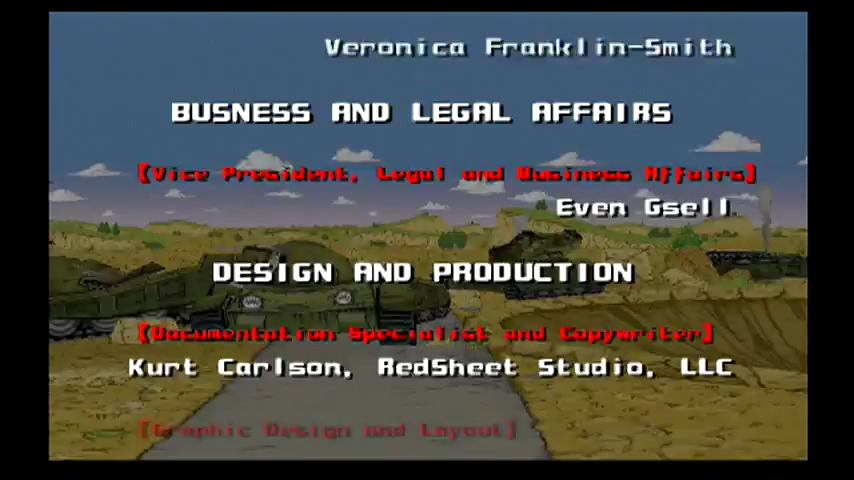 Veronica Franklin-Smith
BUSNESS AND LEGAL AFFAIRS
[Vice President, Legal and Business Affairs]
Even Gsell
DESIGN AND PRODUCTION
[Documentation Specialist and Copywriter]
Kurt Carlson, RedSheet Studio, LLC
[Graphic Design and Layout]